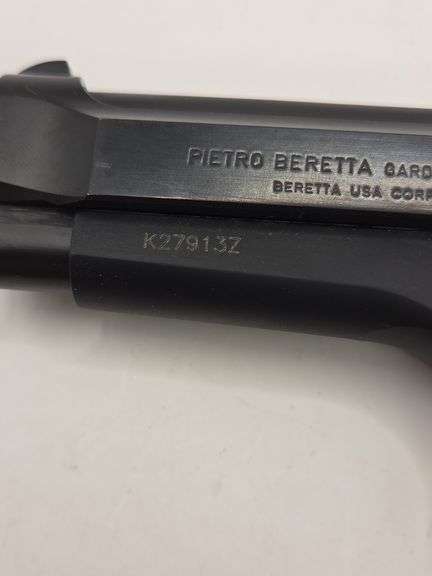 PIETRO BERETTA GARD
BERETTA USA CORP
K27913Z